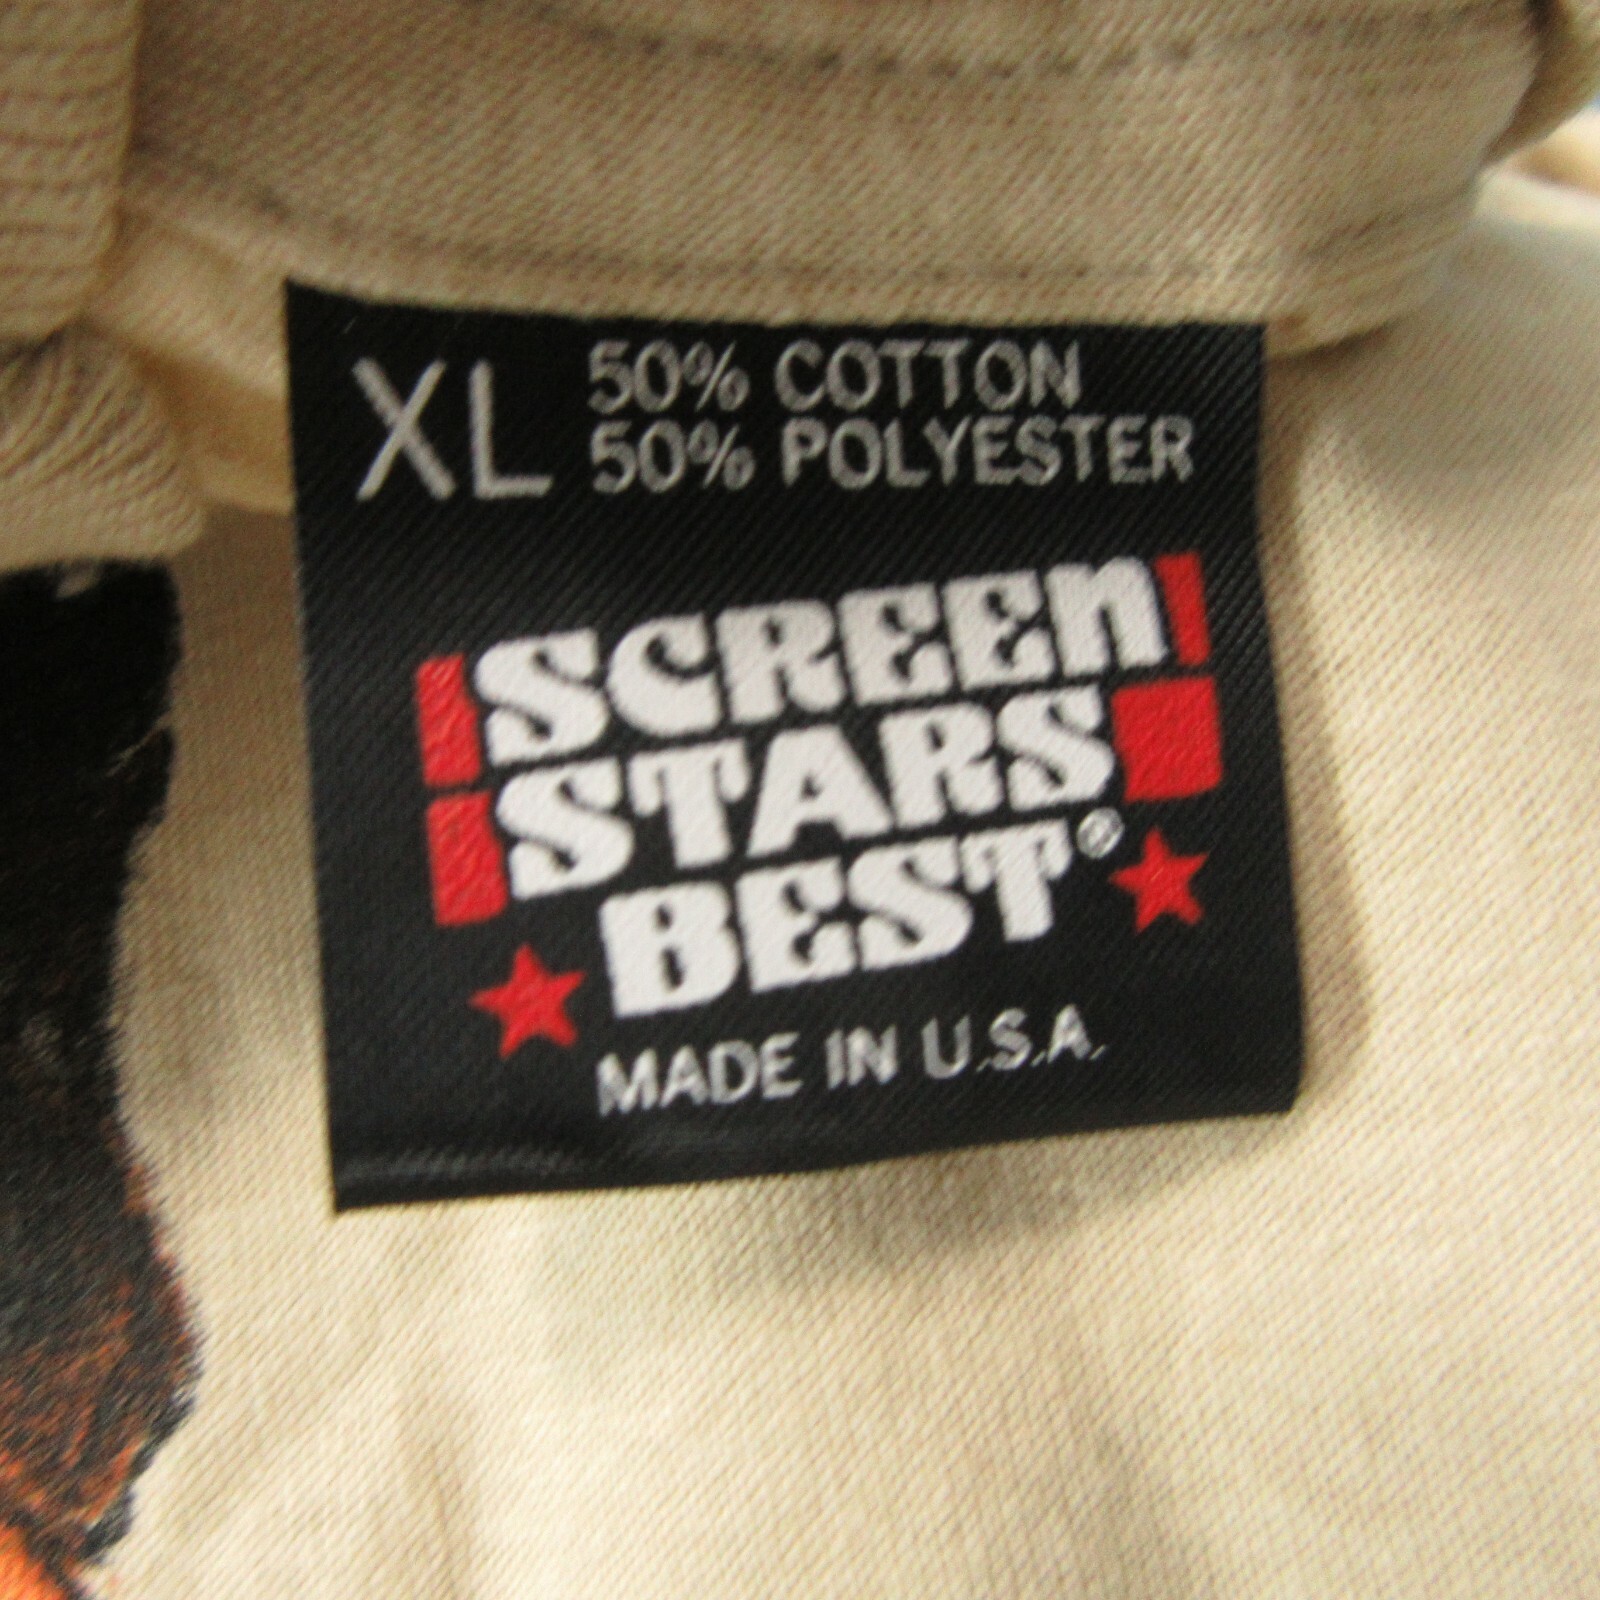 XL 50% COTTON
50% POLYESTER
SCREEn
STARS
BEST®
MADE IN U.S.A.